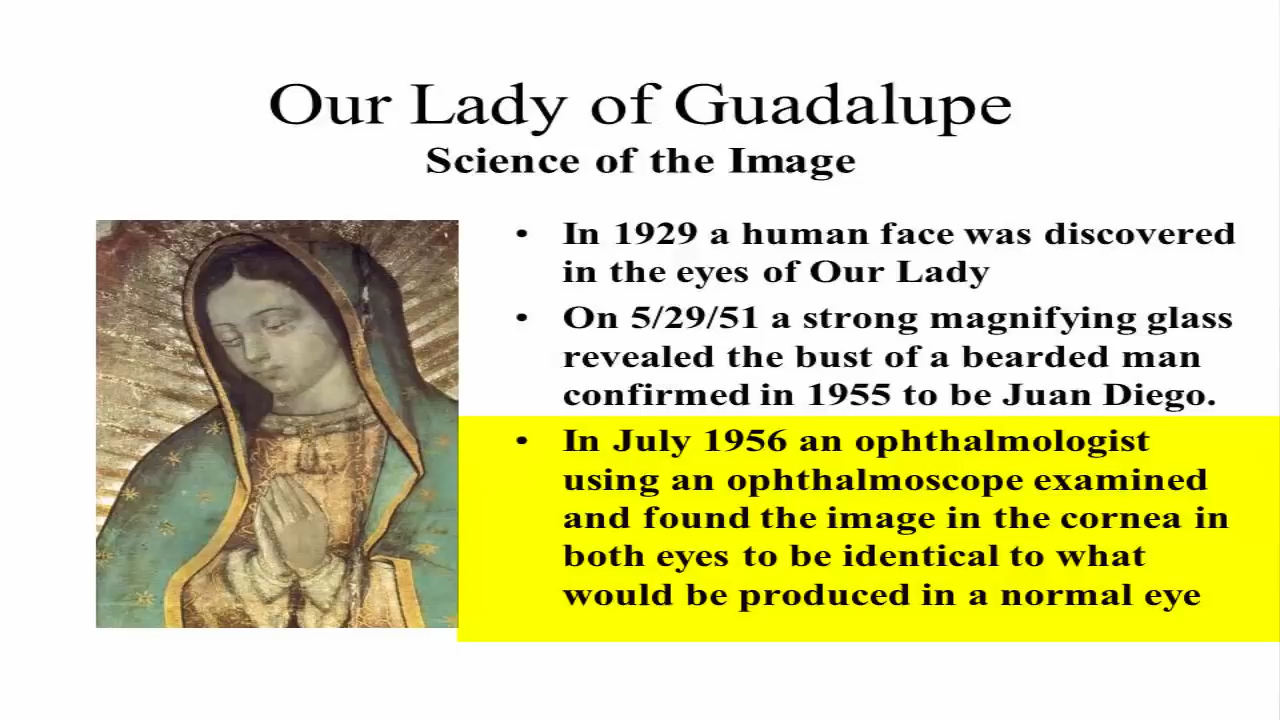 Our Lady of Guadalupe
Science of the Image
• In 1929 a human face was discovered
in the eyes of Our Lady
• On 5/29/51 a strong magnifying glass
revealed the bust of a bearded man
confirmed in 1955 to be Juan Diego.
• In July 1956 an ophthalmologist
using an ophthalmoscope examined
and found the image in the cornea in
both eyes to be identical to what
would be produced in a normal eye